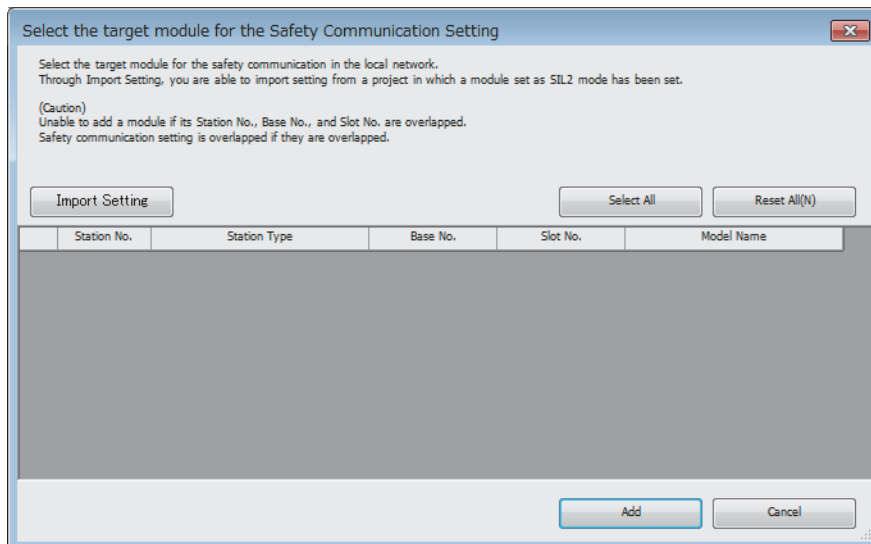 Select the target module for the Safety Communication Setting
Select the target module for the safety communication in the local network.
Through Import Setting, you are able to import setting from a project in which a module set as SIL2 mode has been set.
(Caution)
Unable to add a module if its Station No., Base No., and Slot No. are overlapped.
Safety communication setting is overlapped if they are overlapped.
Import Setting
Select All
Reset All(N)
Station No.
Station Type
Base No.
Slot No.
Model Name
Add
Cancel